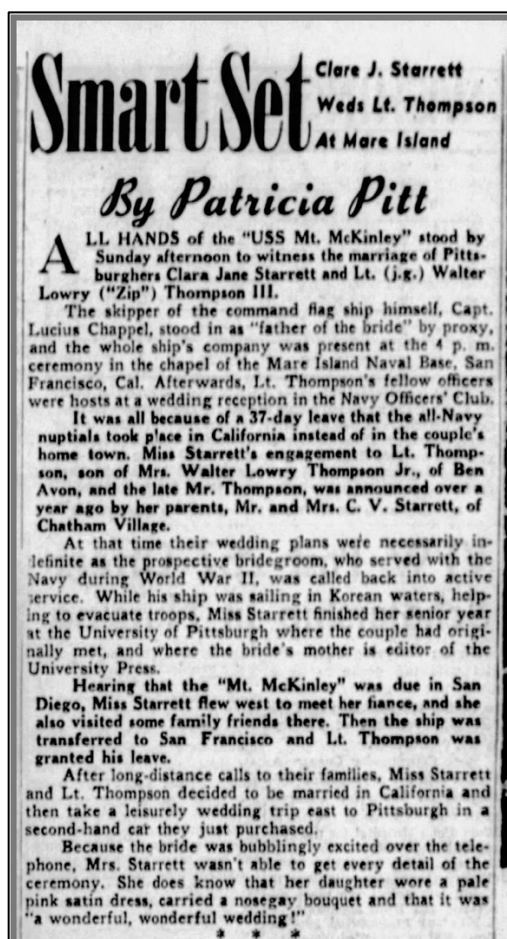 Smart Set
Clare J. Starrett
Weds Lt. Thompson
At Mare Island
By Patricia Pitt
ALL HANDS of the "USS Mt. McKinley" stood by
Sunday afternoon to witness the marriage of Pitts-
burghers Clara Jane Starrett and Lt. (j.g.) Walter
Lowry ("Zip") Thompson III.
The skipper of the command flag ship himself, Capt.
Lucius Chappel, stood in as "father of the bride" by proxy,
and the whole ship's company was present at the 4 p. m.
ceremony in the chapel of the Mare Island Naval Base, San
Francisco, Cal. Afterwards, Lt. Thompson's fellow officers
were hosts at a wedding reception in the Navy Officers' Club.
It was all because of a 37-day leave that the all-Navy
nuptials took place in California instead of in the couple's
home town. Miss Starrett's engagement to Lt. Thomp-
son, son of Mrs. Walter Lowry Thompson Jr., of Ben
Avon, and the late Mr. Thompson, was announced over a
year ago by her parents, Mr. and Mrs. C. V. Starrett, of
Chatham Village.
At that time their wedding plans were necessarily in-
definite as the prospective bridegroom, who served with the
Navy during World War II, was called back into active
service. While his ship was sailing in Korean waters, help-
ing to evacuate troops, Miss Starrett finished her senior year
at the University of Pittsburgh where the couple had origi-
nally met, and where the bride's mother is editor of the
University Press.
Hearing that the "Mt. McKinley" was due in San
Diego, Miss Starrett flew west to meet her fiance, and she
also visited some family friends there. Then the ship was
transferred to San Francisco and Lt. Thompson was
granted his leave.
After long-distance calls to their families, Miss Starrett
and Lt. Thompson decided to be married in California and
then take a leisurely wedding trip east to Pittsburgh in a
second-hand car they just purchased.
Because the bride was bubblingly excited over the tele-
phone, Mrs. Starrett wasn't able to get every detail of the
ceremony. She does know that her daughter wore a pale
pink satin dress, carried a nosegay bouquet and that it was
"a wonderful, wonderful wedding!"
* * *